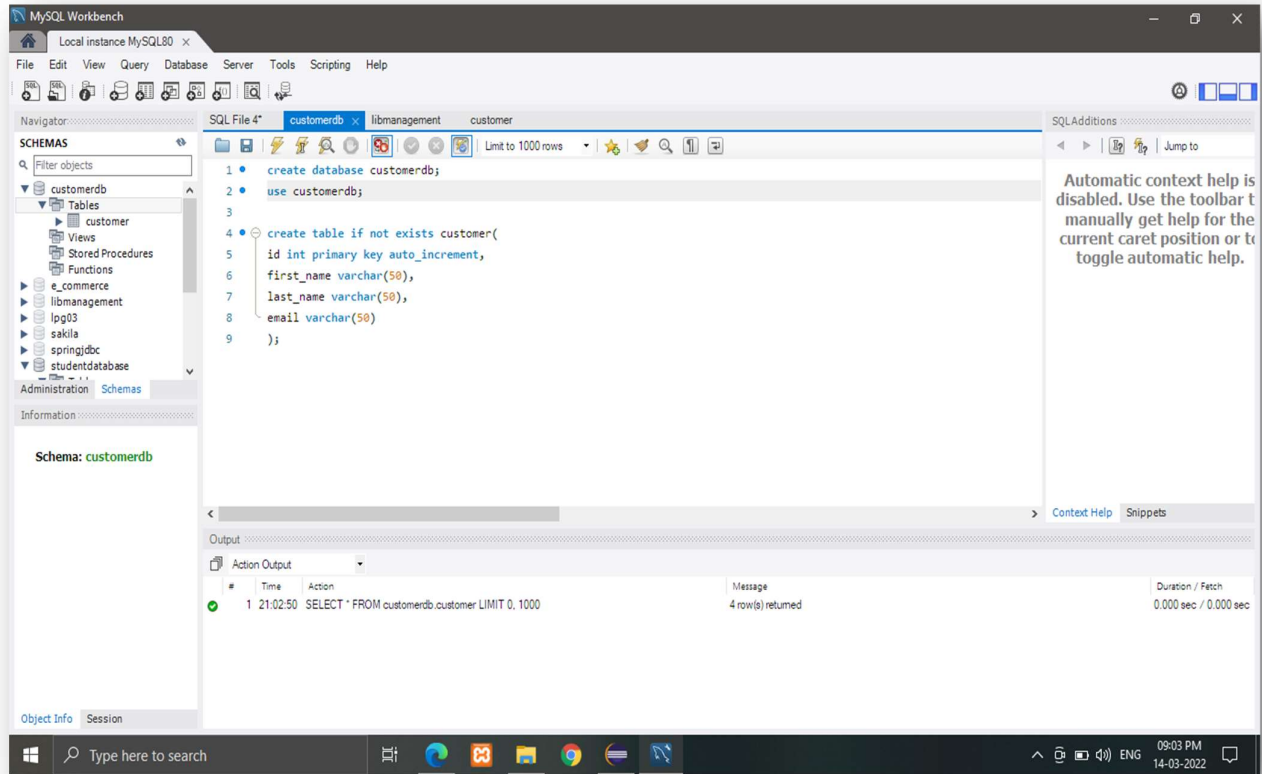 MySQL Workbench
Local instance MySQL80
File Edit View Query Database Server Tools Scripting Help
Navigator
SCHEMAS
Filter objects
customerdb
Tables
customer
Views
Stored Procedures
Functions
e_commerce
libmanagement
lpg03
sakila
springjdbc
studentdatabase
Administration Schemas
Information
Schema: customerdb
Object Info Session
SQL File 4* customerdb libmanagement customer
Limit to 1000 rows
1 create database customerdb;
2 use customerdb;
3
4 create table if not exists customer(
5 id int primary key auto_increment,
6 first_name varchar(50),
7 last_name varchar(50),
8 email varchar(50)
9 );
SQLAdditions
Jump to
Automatic context help is
disabled. Use the toolbar t
manually get help for the
current caret position or to
toggle automatic help.
Context Help Snippets
Output
Action Output
# Time Action Message Duration / Fetch
1 21:02:50 SELECT * FROM customerdb.customer LIMIT 0, 1000 4 row(s) returned 0.000 sec / 0.000 sec
Type here to search
ENG
09:03 PM
14-03-2022